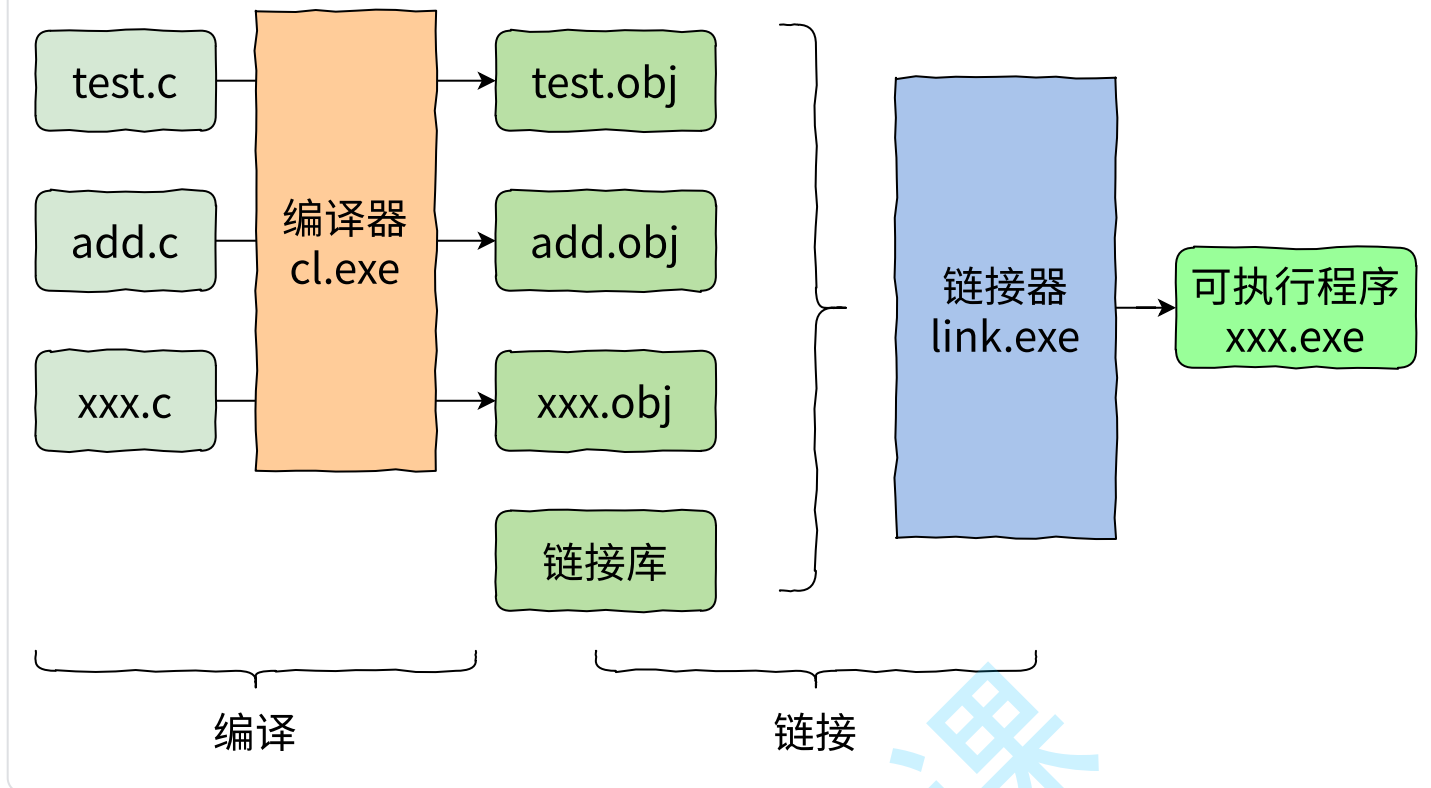 test.c
test.obj
add.c
编译器
cl.exe
add.obj
链接器
link.exe
可执行程序
xxx.exe
xxx.c
xxx.obj
链接库
编译
链接
课